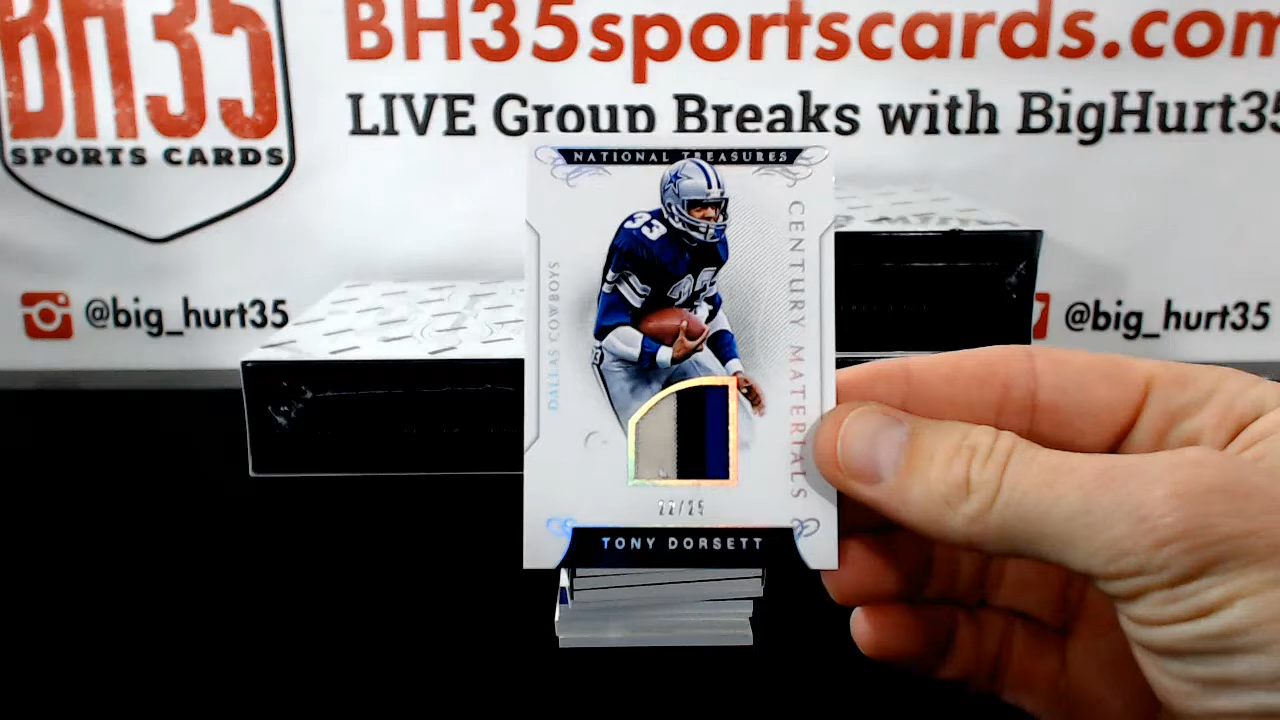 BH35
SPORTS CARDS
BH35sportscards.com
LIVE Group Breaks with BigHurt35
@big_hurt35
@big_hurt35
NATIONAL TREASURES
33
33
DALLAS COWBOYS
CENTURY MATERIALS
22/25
TONY DORSETT